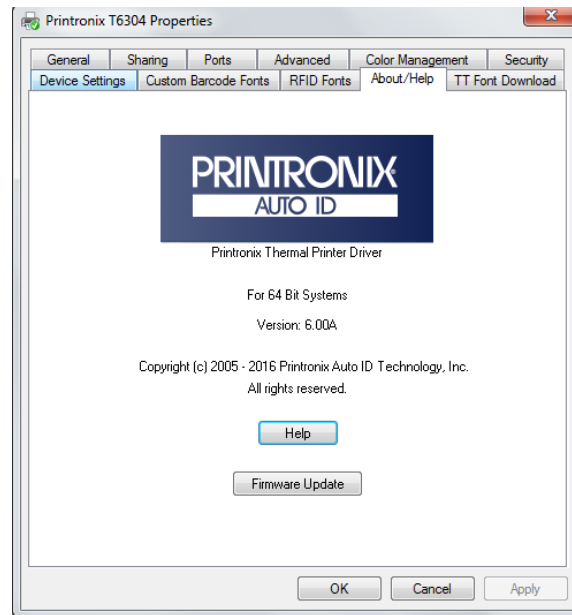 Printronix T6304 Properties
General Sharing Ports Advanced Color Management Security
Device Settings Custom Barcode Fonts RFID Fonts About/Help TT Font Download
PRINTRONIX
AUTO ID
Printronix Thermal Printer Driver
For 64 Bit Systems
Version: 6.00A
Copyright (c) 2005 - 2016 Printronix Auto ID Technology, Inc.
All rights reserved.
Help
Firmware Update
OK Cancel Apply